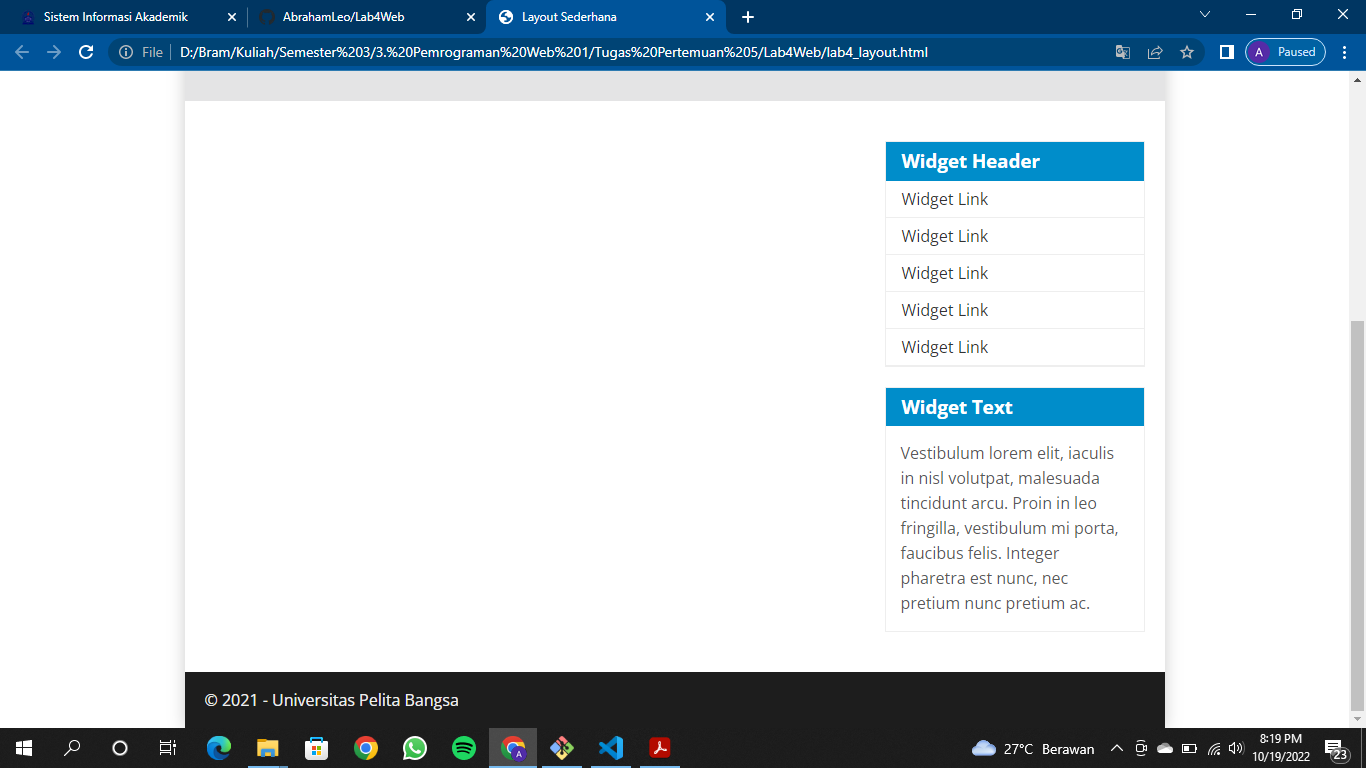 Sistem Informasi Akademik
AbrahamLeo/Lab4Web
Layout Sederhana
File
D:/Bram/Kuliah/Semester%203/3.%20Pemrograman%20Web%201/Tugas%20Pertemuan%205/Lab4Web/lab4_layout.html
A
Paused
Widget Header
Widget Link
Widget Link
Widget Link
Widget Link
Widget Link
Widget Text
Vestibulum lorem elit, iaculis
in nisl volutpat, malesuada
tincidunt arcu. Proin in leo
fringilla, vestibulum mi porta,
faucibus felis. Integer
pharetra est nunc, nec
pretium nunc pretium ac.
© 2021 - Universitas Pelita Bangsa
A
27°C Berawan
8:19 PM
10/19/2022
23